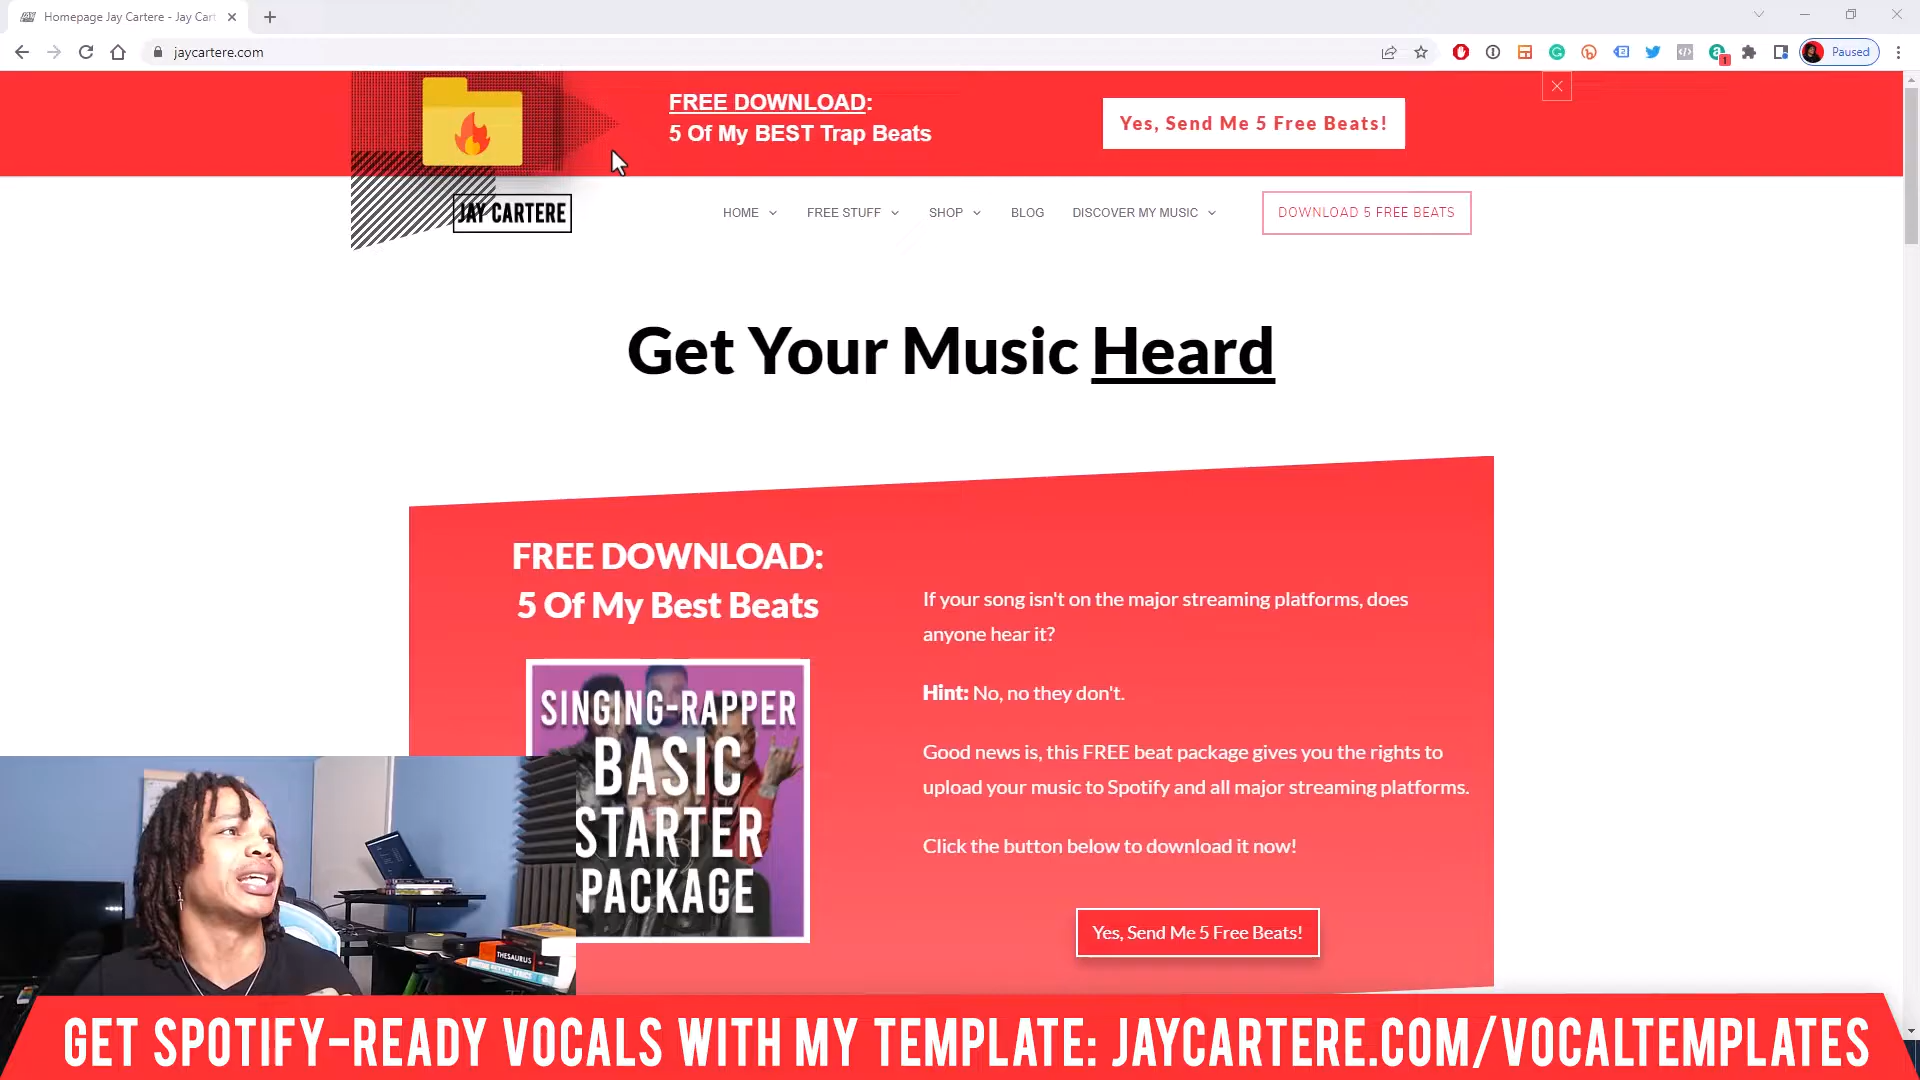 Homepage Jay Cartere - Jay Cart
jaycartere.com
Paused
1
FREE DOWNLOAD:
5 Of My BEST Trap Beats
Yes, Send Me 5 Free Beats!
JAY CARTERE
HOME
FREE STUFF
SHOP
BLOG
DISCOVER MY MUSIC
DOWNLOAD 5 FREE BEATS
Get Your Music Heard
FREE DOWNLOAD:
5 Of My Best Beats
SINGING-RAPPER
BASIC
STARTER
PACKAGE
If your song isn't on the major streaming platforms, does
anyone hear it?
Hint: No, no they don't.
Good news is, this FREE beat package gives you the rights to
upload your music to Spotify and all major streaming platforms.
Click the button below to download it now!
Yes, Send Me 5 Free Beats!
THESAURUS
GET SPOTIFY-READY VOCALS WITH MY TEMPLATE: JAYCARTERE.COM/VOCALTEMPLATES